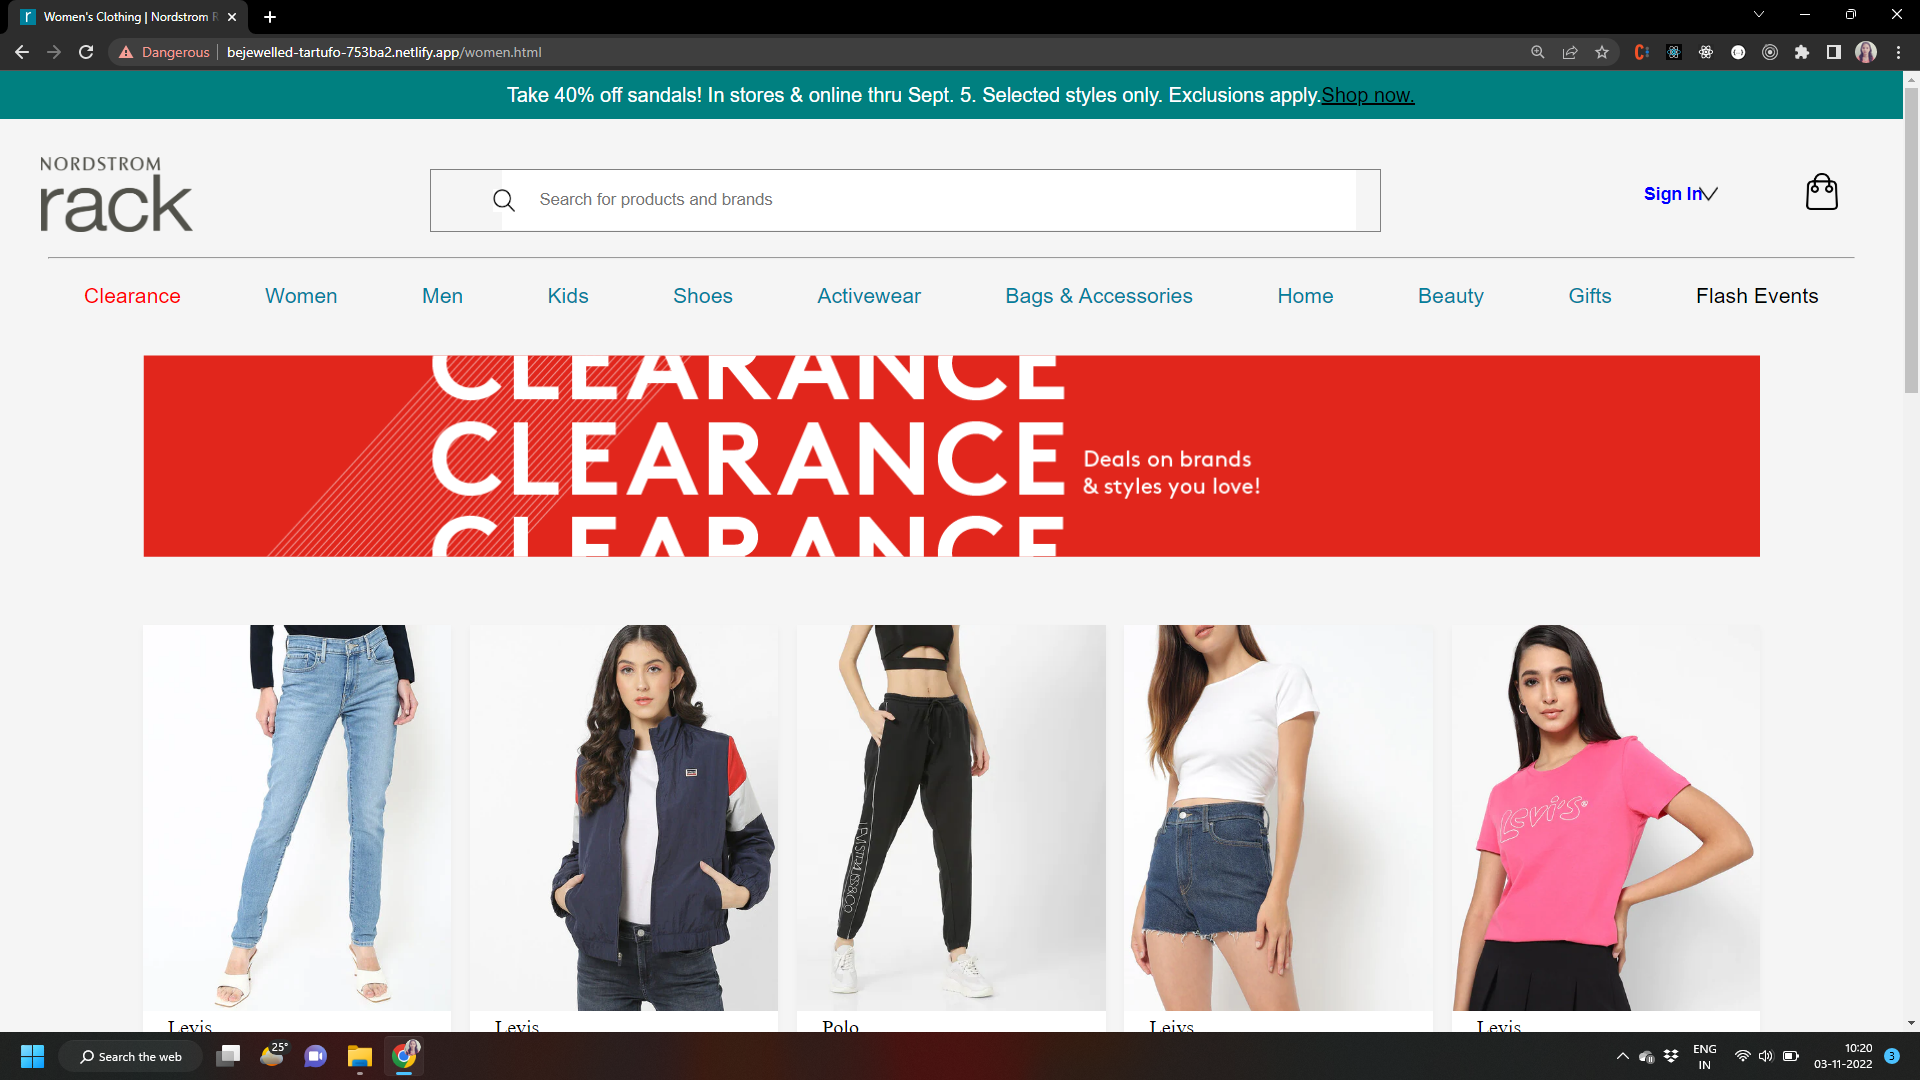 Women's Clothing | Nordstrom R
Dangerous
bejewelled-tartufo-753ba2.netlify.app/women.html
Take 40% off sandals! In stores & online thru Sept. 5. Selected styles only. Exclusions apply.Shop now.
NORDSTROM
rack
Search for products and brands
Sign In
Clearance
Women
Men
Kids
Shoes
Activewear
Bags & Accessories
Home
Beauty
Gifts
Flash Events
CLEARANCE
CLEARANCE
CLEARANCE
Deals on brands
& styles you love!
Levi's
LEVI STRAUSS & CO
Levis
Levis
Polo
Leivs
Levis
Search the web
25°
ENG
IN
10:20
03-11-2022
3